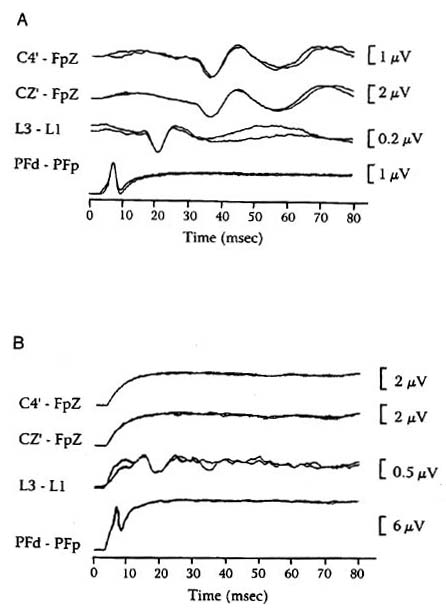 A
C4' - FpZ
1 μV
CZ' - FpZ
2 μV
L3 - L1
0.2 μV
PFd - PFp
1 μV
0 10 20 30 40 50 60 70 80
Time (msec)
B
C4' - FpZ
2 μV
CZ' - FpZ
2 μV
L3 - L1
0.5 μV
PFd - PFp
6 μV
0 10 20 30 40 50 60 70 80
Time (msec)